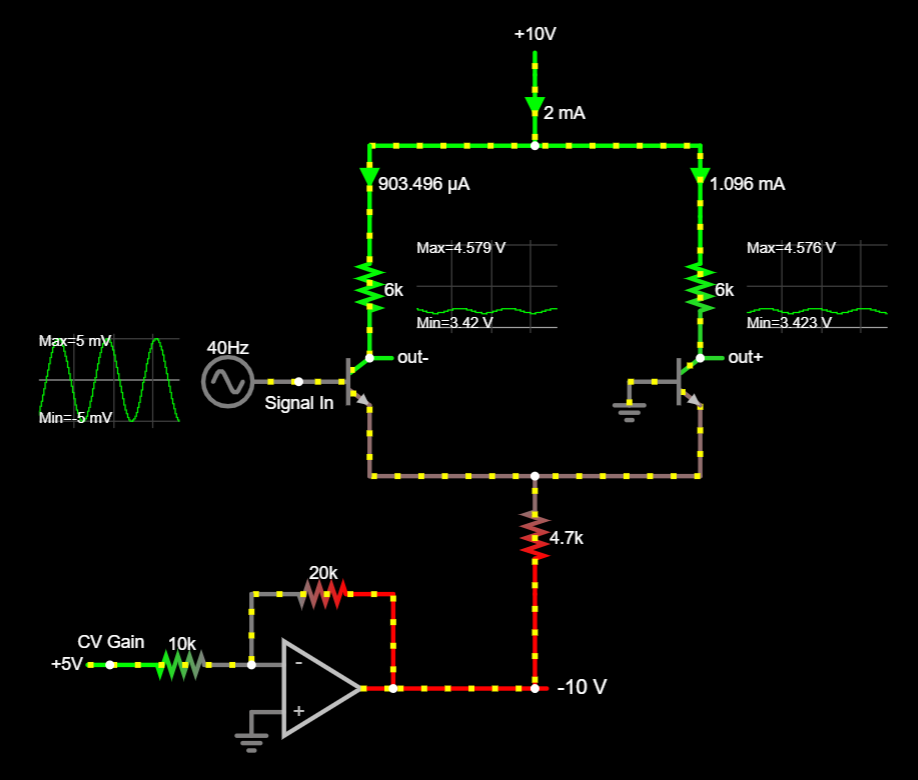 +10V
2 mA
903.496 µA
1.096 mA
Max=4.579 V
Max=4.576 V
6k
6k
Min=3.42 V
Min=3.423 V
Max=5 mV
40Hz
out-
out+
Signal In
Min=-5 mV
4.7k
20k
CV Gain
10k
+5V
-
-10 V
+